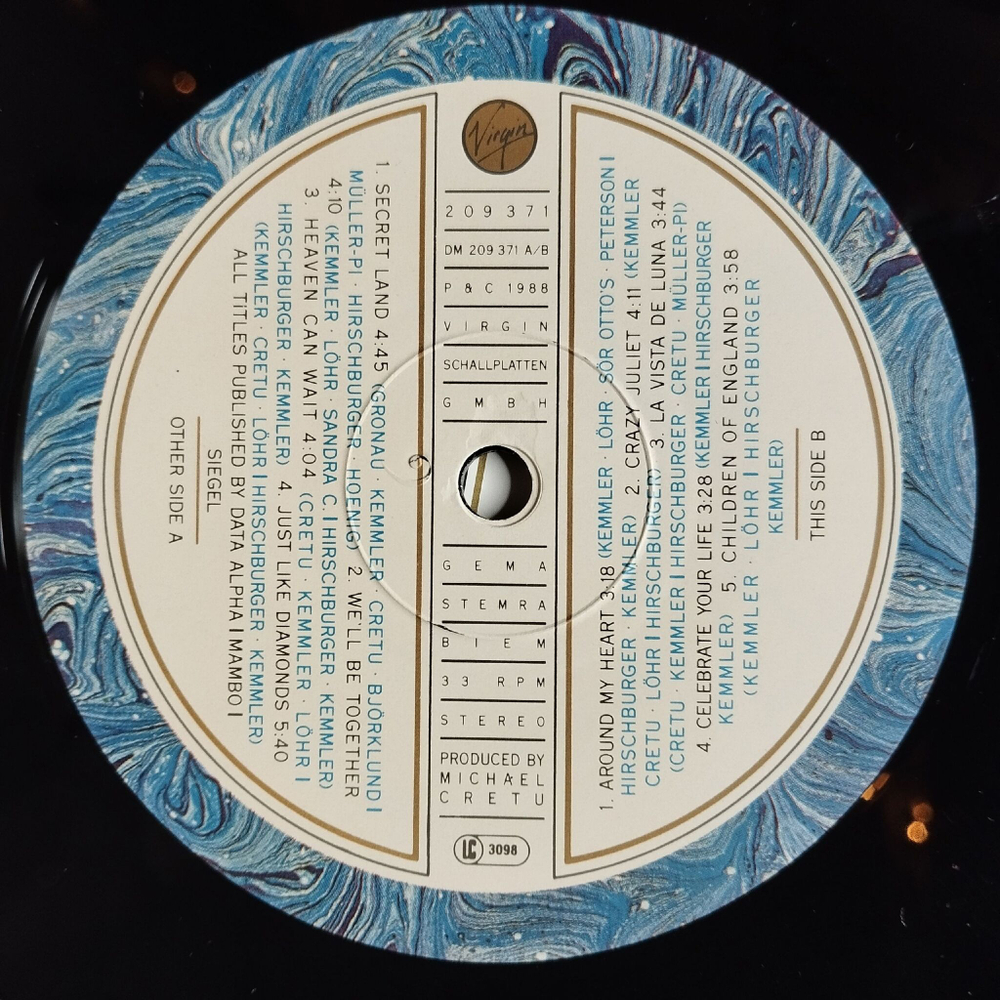 Virgin
209 371
DM 209 371 A/B
P & C 1988
VIRGIN
SCHALLPLATTEN
GMBH
GEMA
STEMRA
BIEM
33 RPM
STEREO
PRODUCED BY
MICHAEL
CRETU
LC 3098
THIS SIDE B
1. AROUND MY HEART 3:18 (KEMMLER · LÖHR · SOR OTTO'S · PETERSON |
HIRSCHBURGER · KEMMLER) 2. CRAZY JULIET 4:11 (KEMMLER
CRETU · LÖHR | HIRSCHBURGER) 3. LA VISTA DE LUNA 3:44
(CRETU · KEMMLER | HIRSCHBURGER · CRETU · MÜLLER-PI)
4. CELEBRATE YOUR LIFE 3:28 (KEMMLER | HIRSCHBURGER
KEMMLER) 5. CHILDREN OF ENGLAND 3:58
(KEMMLER · LÖHR | HIRSCHBURGER
KEMMLER)
1. SECRET LAND 4:45 (GRONAU · KEMMLER · CRETU · BJÖRKLUND |
MÜLLER-PI · HIRSCHBURGER · HOENIG) 2. WE'LL BE TOGETHER
4:10 (KEMMLER · LÖHR · SANDRA C. | HIRSCHBURGER · KEMMLER)
3. HEAVEN CAN WAIT 4:04 (CRETU · KEMMLER · LÖHR |
HIRSCHBURGER · KEMMLER) 4. JUST LIKE DIAMONDS 5:40
(KEMMLER · CRETU · LÖHR | HIRSCHBURGER · KEMMLER)
ALL TITLES PUBLISHED BY DATA ALPHA | MAMBO |
SIEGEL
OTHER SIDE A